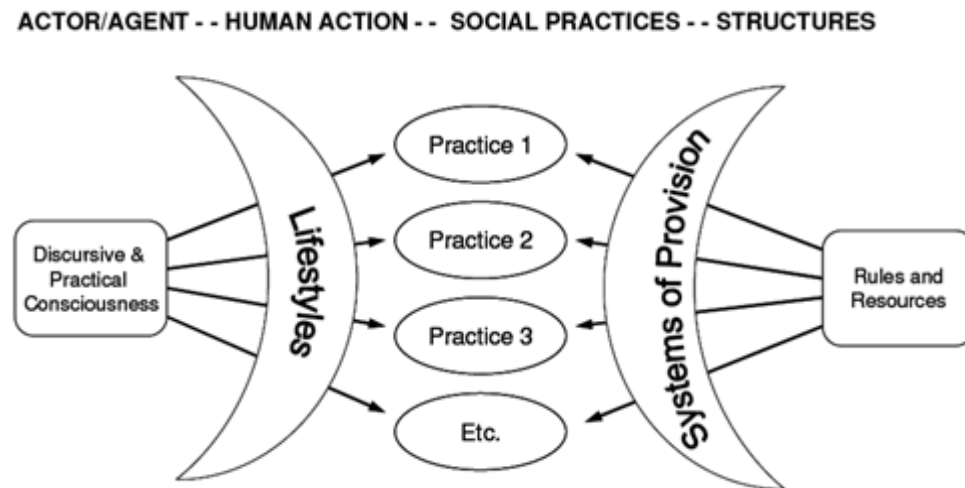 ACTOR/AGENT - - HUMAN ACTION - - SOCIAL PRACTICES - - STRUCTURES
Discursive &
Practical
Consciousness
Lifestyles
Practice 1
Practice 2
Practice 3
Etc.
Systems of Provision
Rules and
Resources